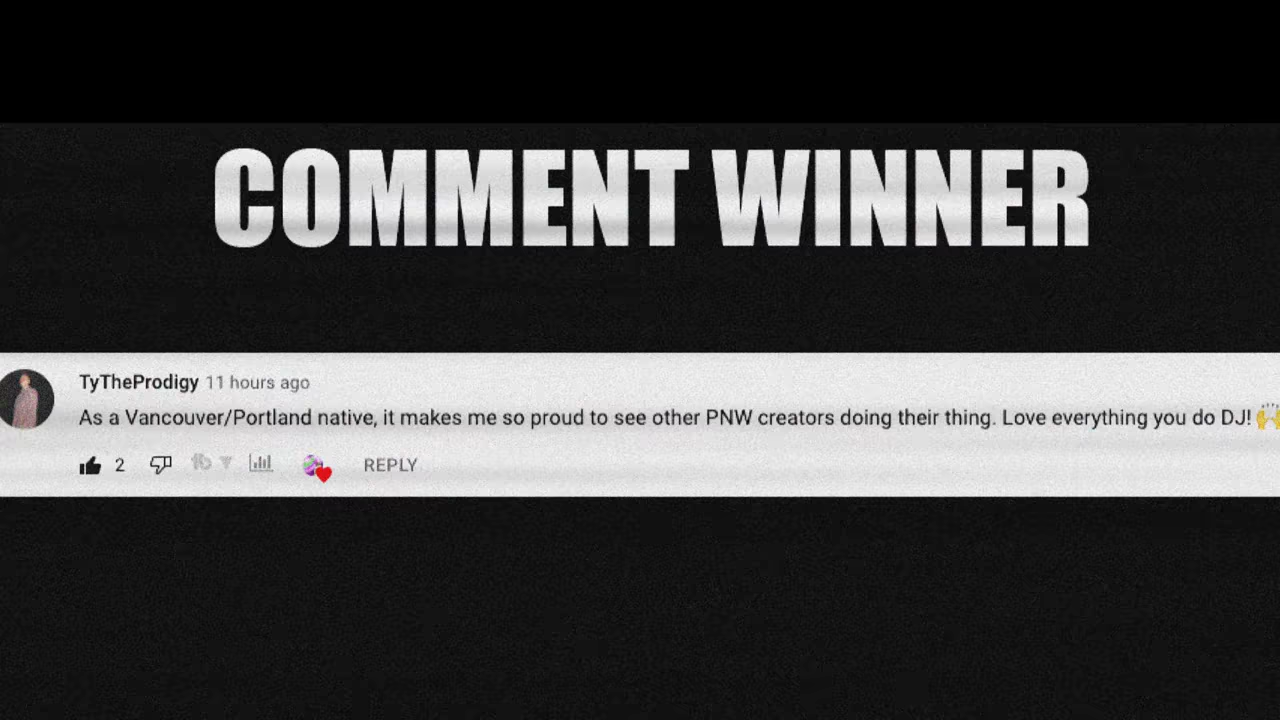 COMMENT WINNER
TyTheProdigy 11 hours ago
As a Vancouver/Portland native, it makes me so proud to see other PNW creators doing their thing. Love everything you do DJ! 🙌
2 REPLY